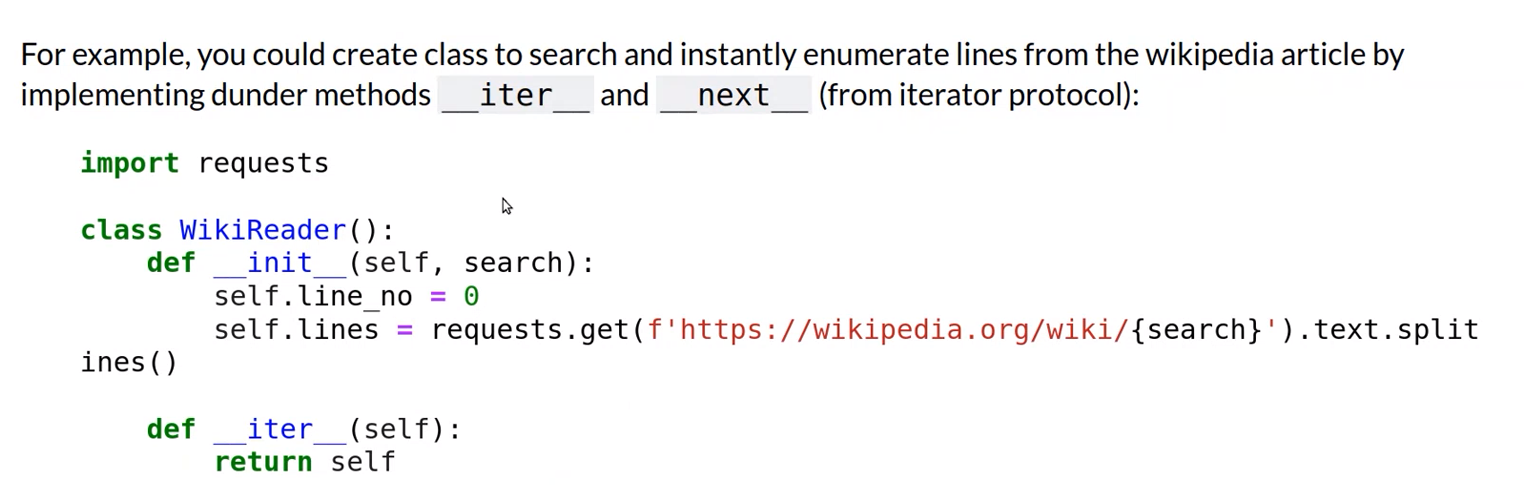 For example, you could create class to search and instantly enumerate lines from the wikipedia article by
implementing dunder methods __iter__ and __next__ (from iterator protocol):
import requests
class WikiReader():
    def __init__(self, search):
        self.line_no = 0
        self.lines = requests.get(f'https://wikipedia.org/wiki/{search}').text.split
ines()
    def __iter__(self):
        return self